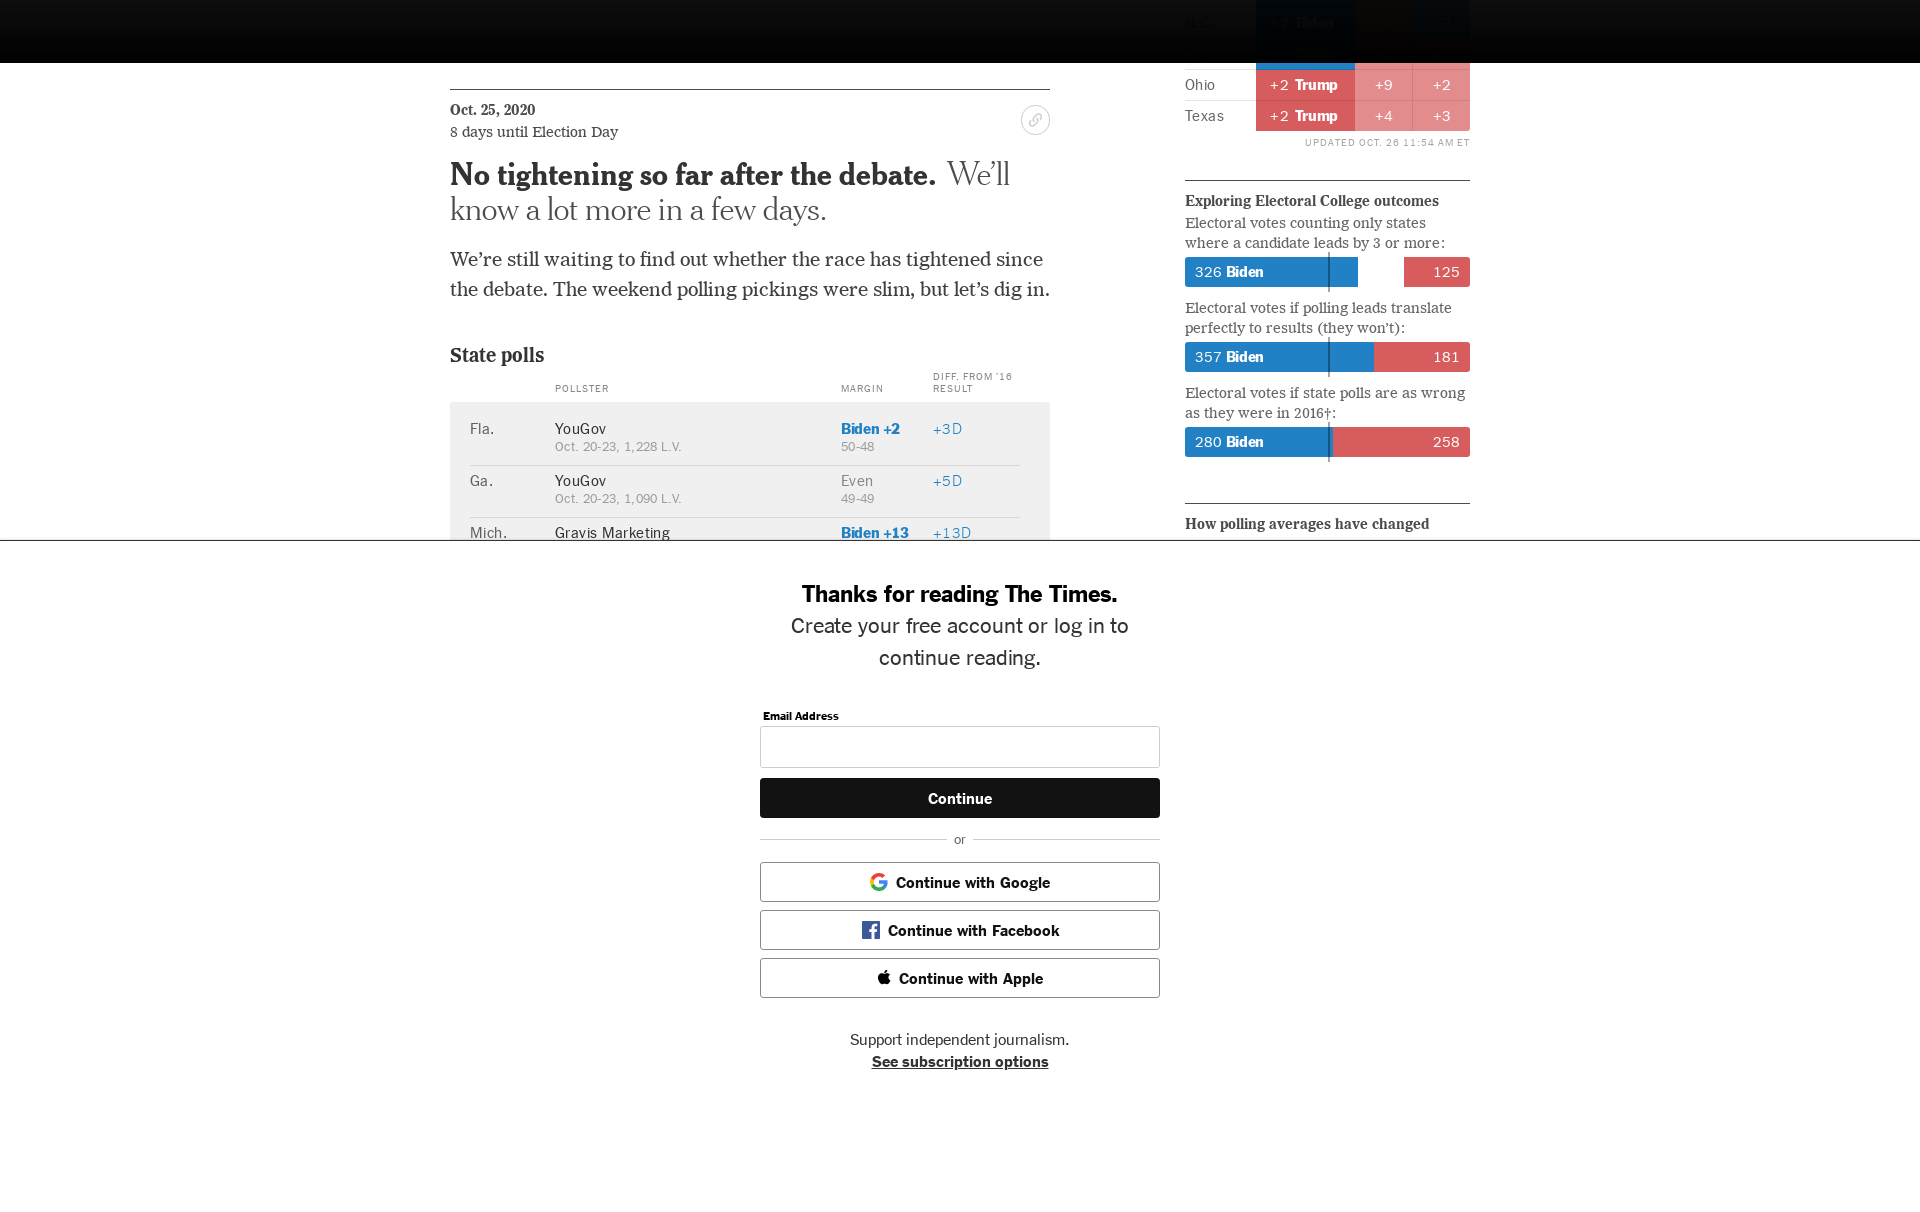 Oct. 25, 2020
8 days until Election Day
No tightening so far after the debate. We’ll
know a lot more in a few days.
We’re still waiting to find out whether the race has tightened since
the debate. The weekend polling pickings were slim, but let’s dig in.
State polls
POLLSTER MARGIN DIFF. FROM ’16 RESULT
Fla. YouGov Biden +2 +3D
Oct. 20-23, 1,228 L.V. 50-48
Ga. YouGov Even +5D
Oct. 20-23, 1,090 L.V. 49-49
Mich. Gravis Marketing Biden +13 +13D
Ohio +2 Trump +9 +2
Texas +2 Trump +4 +3
UPDATED OCT. 26 11:54 AM ET
Exploring Electoral College outcomes
Electoral votes counting only states
where a candidate leads by 3 or more:
326 Biden 125
Electoral votes if polling leads translate
perfectly to results (they won’t):
357 Biden 181
Electoral votes if state polls are as wrong
as they were in 2016†:
280 Biden 258
How polling averages have changed
Thanks for reading The Times.
Create your free account or log in to
continue reading.
Email Address
Continue
or
Continue with Google
Continue with Facebook
Continue with Apple
Support independent journalism.
See subscription options